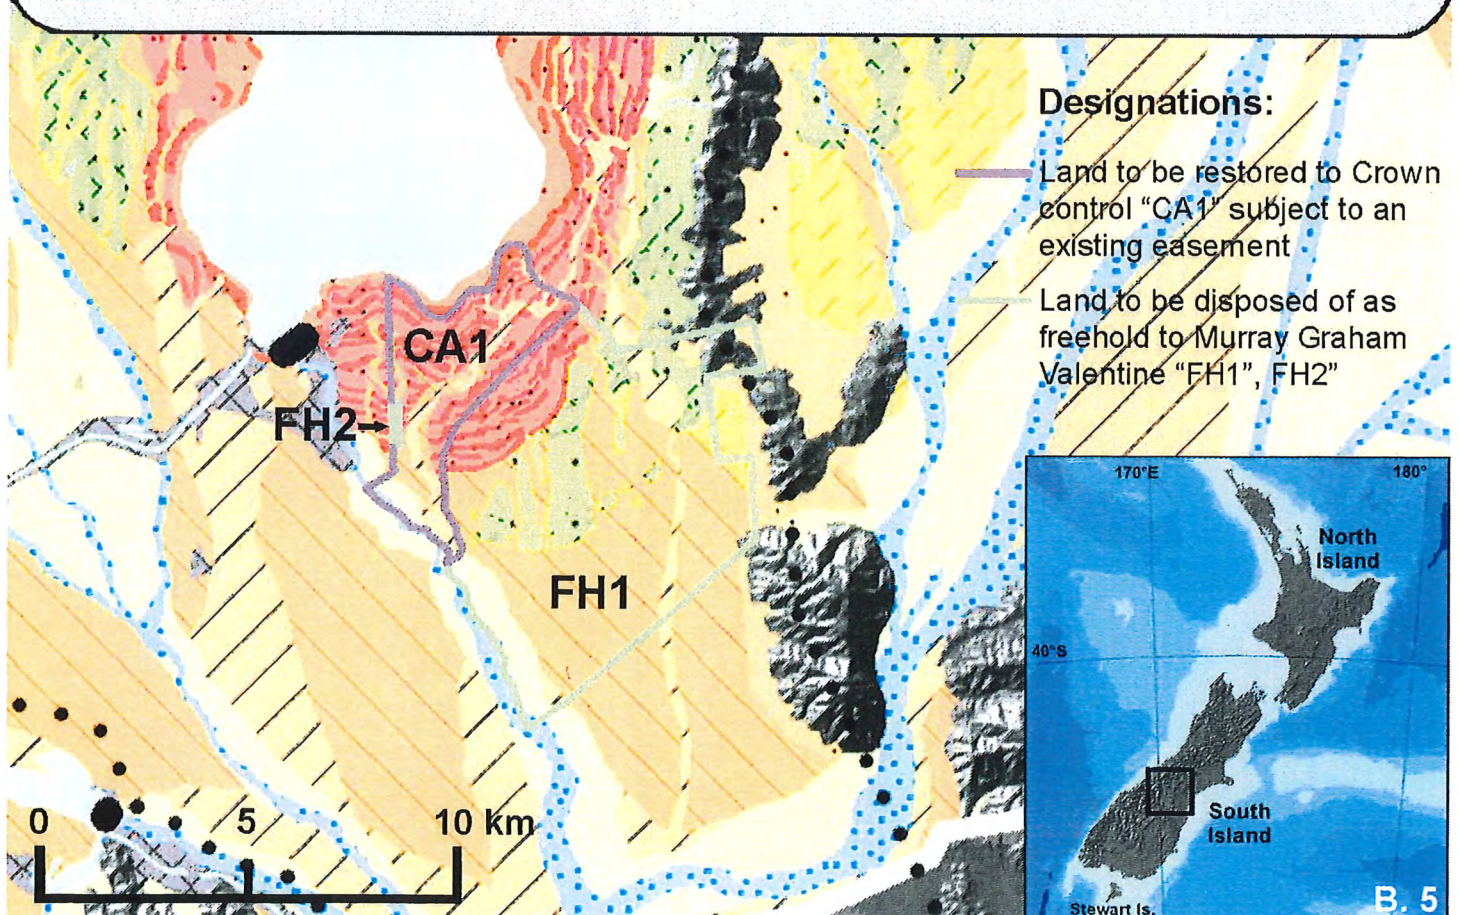 Designations:
Land to be restored to Crown
control “CA1” subject to an
existing easement
Land to be disposed of as
freehold to Murray Graham
Valentine “FH1”, FH2”
CA1
FH2
FH1
0 5 10 km
170°E 180°
North
Island
40°S
South
Island
Stewart Is.
B. 5